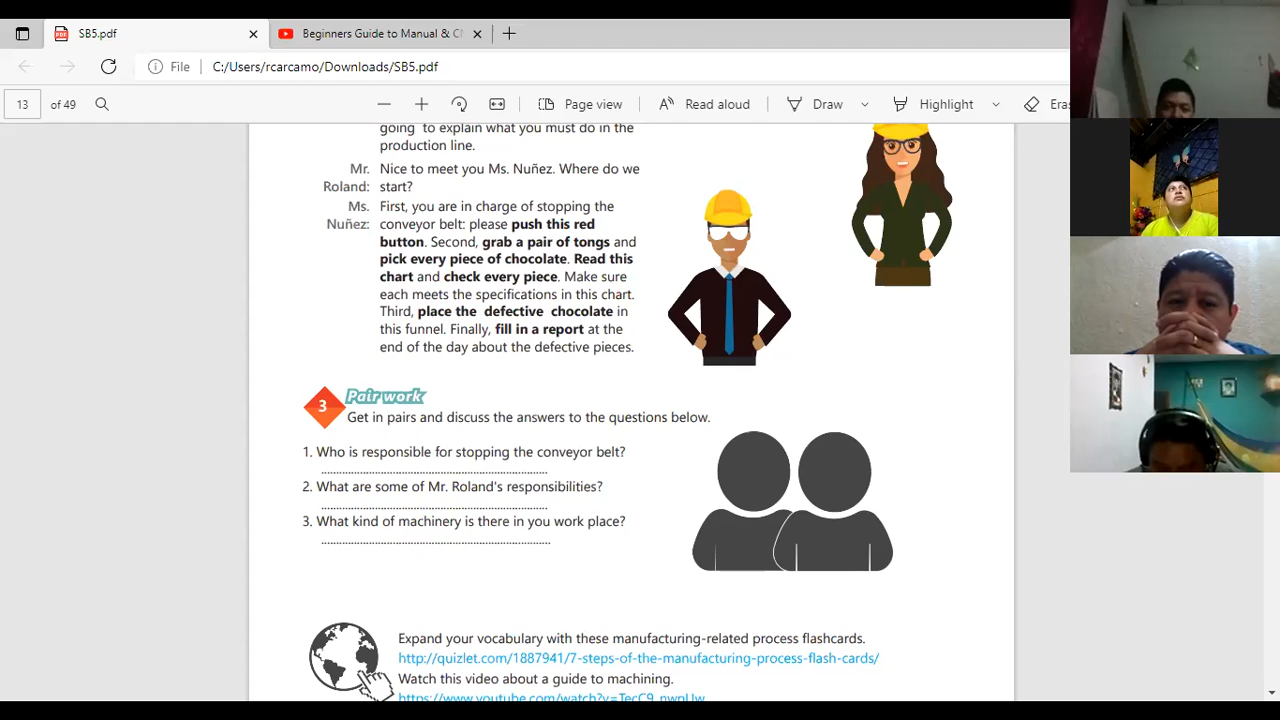 SB5.pdf
Beginners Guide to Manual & C
File C:/Users/rcarcamo/Downloads/SB5.pdf
13 of 49 Page view Read aloud Draw Highlight Era
going to explain what you must do in the
production line.
Mr. Nice to meet you Ms. Nuñez. Where do we
Roland: start?
Ms. First, you are in charge of stopping the
Nuñez: conveyor belt: please push this red
button. Second, grab a pair of tongs and
pick every piece of chocolate. Read this
chart and check every piece. Make sure
each meets the specifications in this chart.
Third, place the defective chocolate in
this funnel. Finally, fill in a report at the
end of the day about the defective pieces.
3 Pair work
Get in pairs and discuss the answers to the questions below.
1. Who is responsible for stopping the conveyor belt?
2. What are some of Mr. Roland's responsibilities?
3. What kind of machinery is there in you work place?
Expand your vocabulary with these manufacturing-related process flashcards.
http://quizlet.com/1887941/7-steps-of-the-manufacturing-process-flash-cards/
Watch this video about a guide to machining.